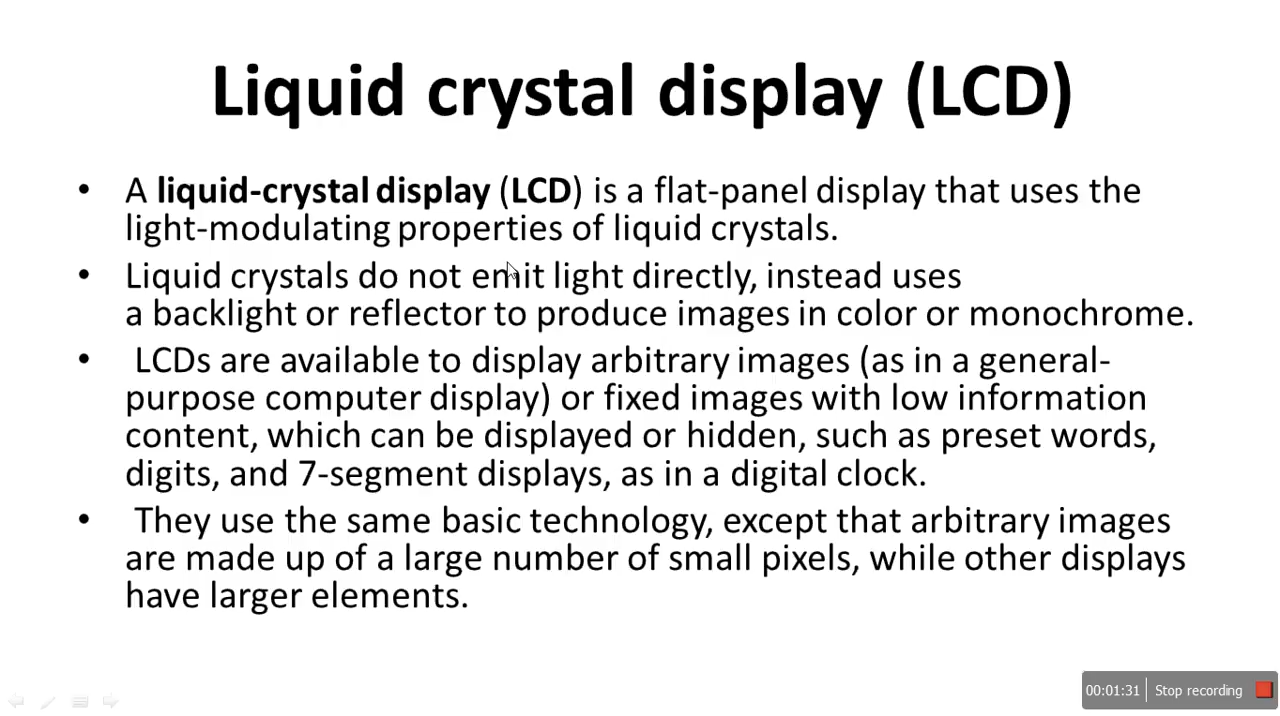 Liquid crystal display (LCD)
• A liquid-crystal display (LCD) is a flat-panel display that uses the
light-modulating properties of liquid crystals.
• Liquid crystals do not emit light directly, instead uses
a backlight or reflector to produce images in color or monochrome.
• LCDs are available to display arbitrary images (as in a general-
purpose computer display) or fixed images with low information
content, which can be displayed or hidden, such as preset words,
digits, and 7-segment displays, as in a digital clock.
• They use the same basic technology, except that arbitrary images
are made up of a large number of small pixels, while other displays
have larger elements.
00:01:31 Stop recording